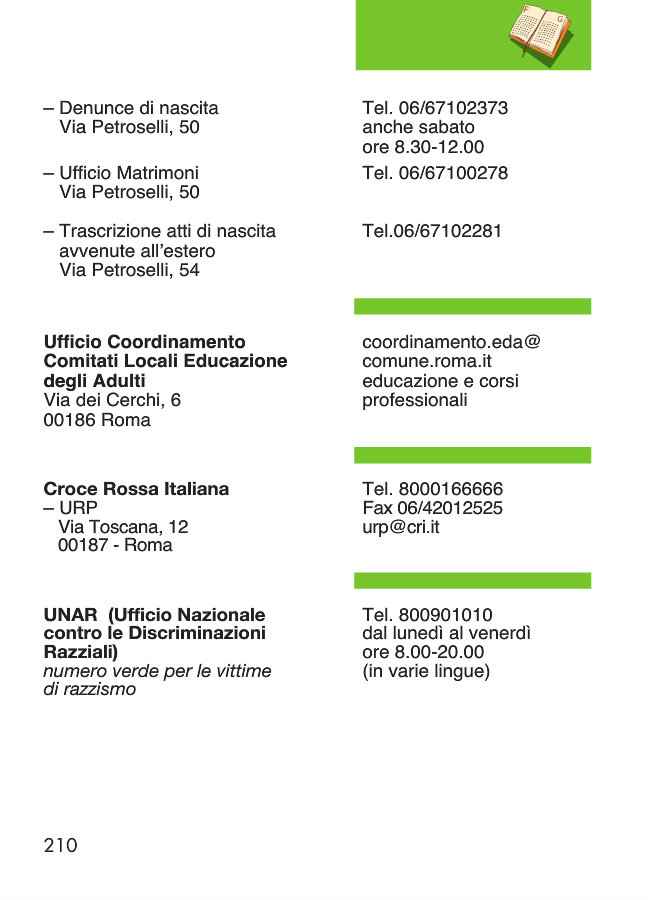 – Denunce di nascita
Via Petroselli, 50
Tel. 06/67102373
anche sabato
ore 8.30-12.00
– Ufficio Matrimoni
Via Petroselli, 50
Tel. 06/67100278
– Trascrizione atti di nascita
avvenute all'estero
Via Petroselli, 54
Tel.06/67102281
Ufficio Coordinamento
Comitati Locali Educazione
degli Adulti
Via dei Cerchi, 6
00186 Roma
coordinamento.eda@
comune.roma.it
educazione e corsi
professionali
Croce Rossa Italiana
– URP
Via Toscana, 12
00187 - Roma
Tel. 8000166666
Fax 06/42012525
urp@cri.it
UNAR  (Ufficio Nazionale
contro le Discriminazioni
Razziali)
numero verde per le vittime
di razzismo
Tel. 800901010
dal lunedì al venerdì
ore 8.00-20.00
(in varie lingue)
210